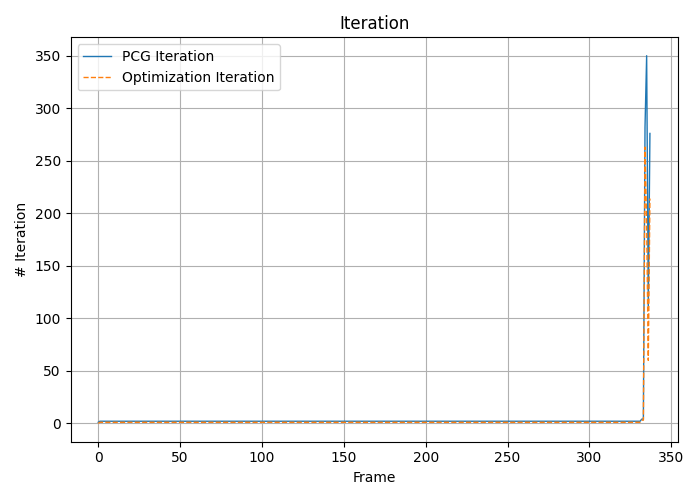 Iteration
PCG Iteration
Optimization Iteration
# Iteration
350
300
250
200
150
100
50
0
0 50 100 150 200 250 300 350
Frame